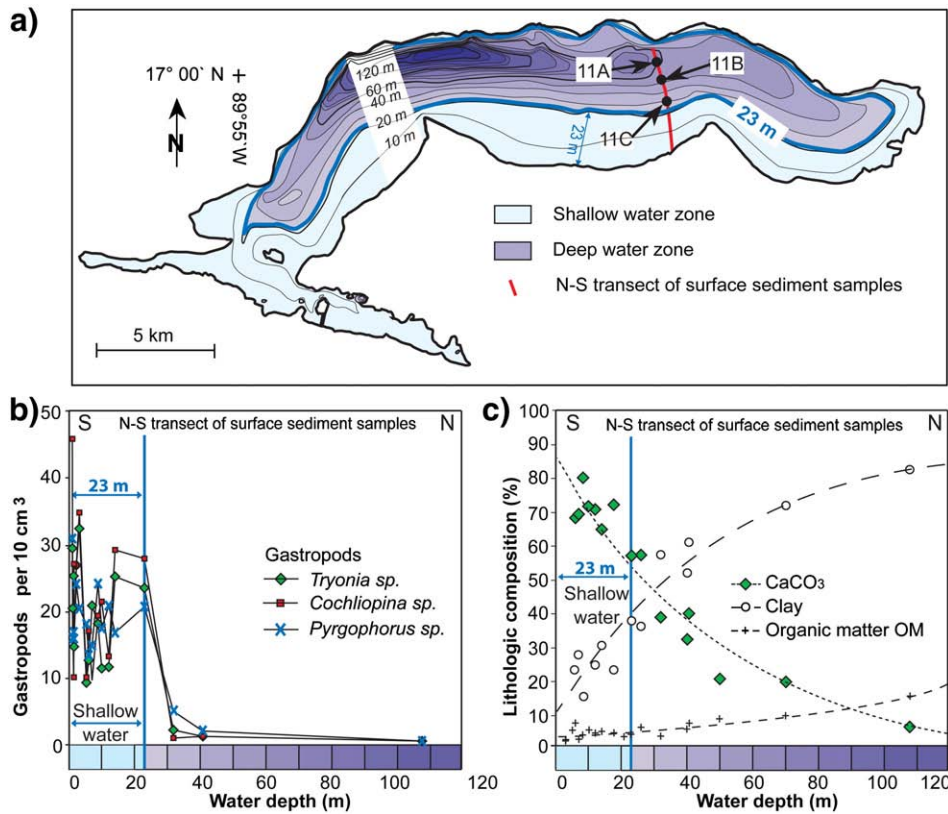 a)
17° 00` N
89°55.'W
N
120 m
60 m
40 m
20 m
10 m
11A
11B
11C
23 m
23 m
Shallow water zone
Deep water zone
N-S transect of surface sediment samples
5 km
b)
S N-S transect of surface sediment samples N
50
40
30
20
10
0
Gastropods per 10 cm³
23 m
Gastropods
Tryonia sp.
Cochliopina sp.
Pyrgophorus sp.
Shallow
water
0 20 40 60 80 100 120
Water depth (m)
c)
S N-S transect of surface sediment samples N
100
90
80
70
60
50
40
30
20
10
0
Lithologic composition (%)
23 m
Shallow
water
CaCO₃
Clay
Organic matter OM
0 20 40 60 80 100 120
Water depth (m)